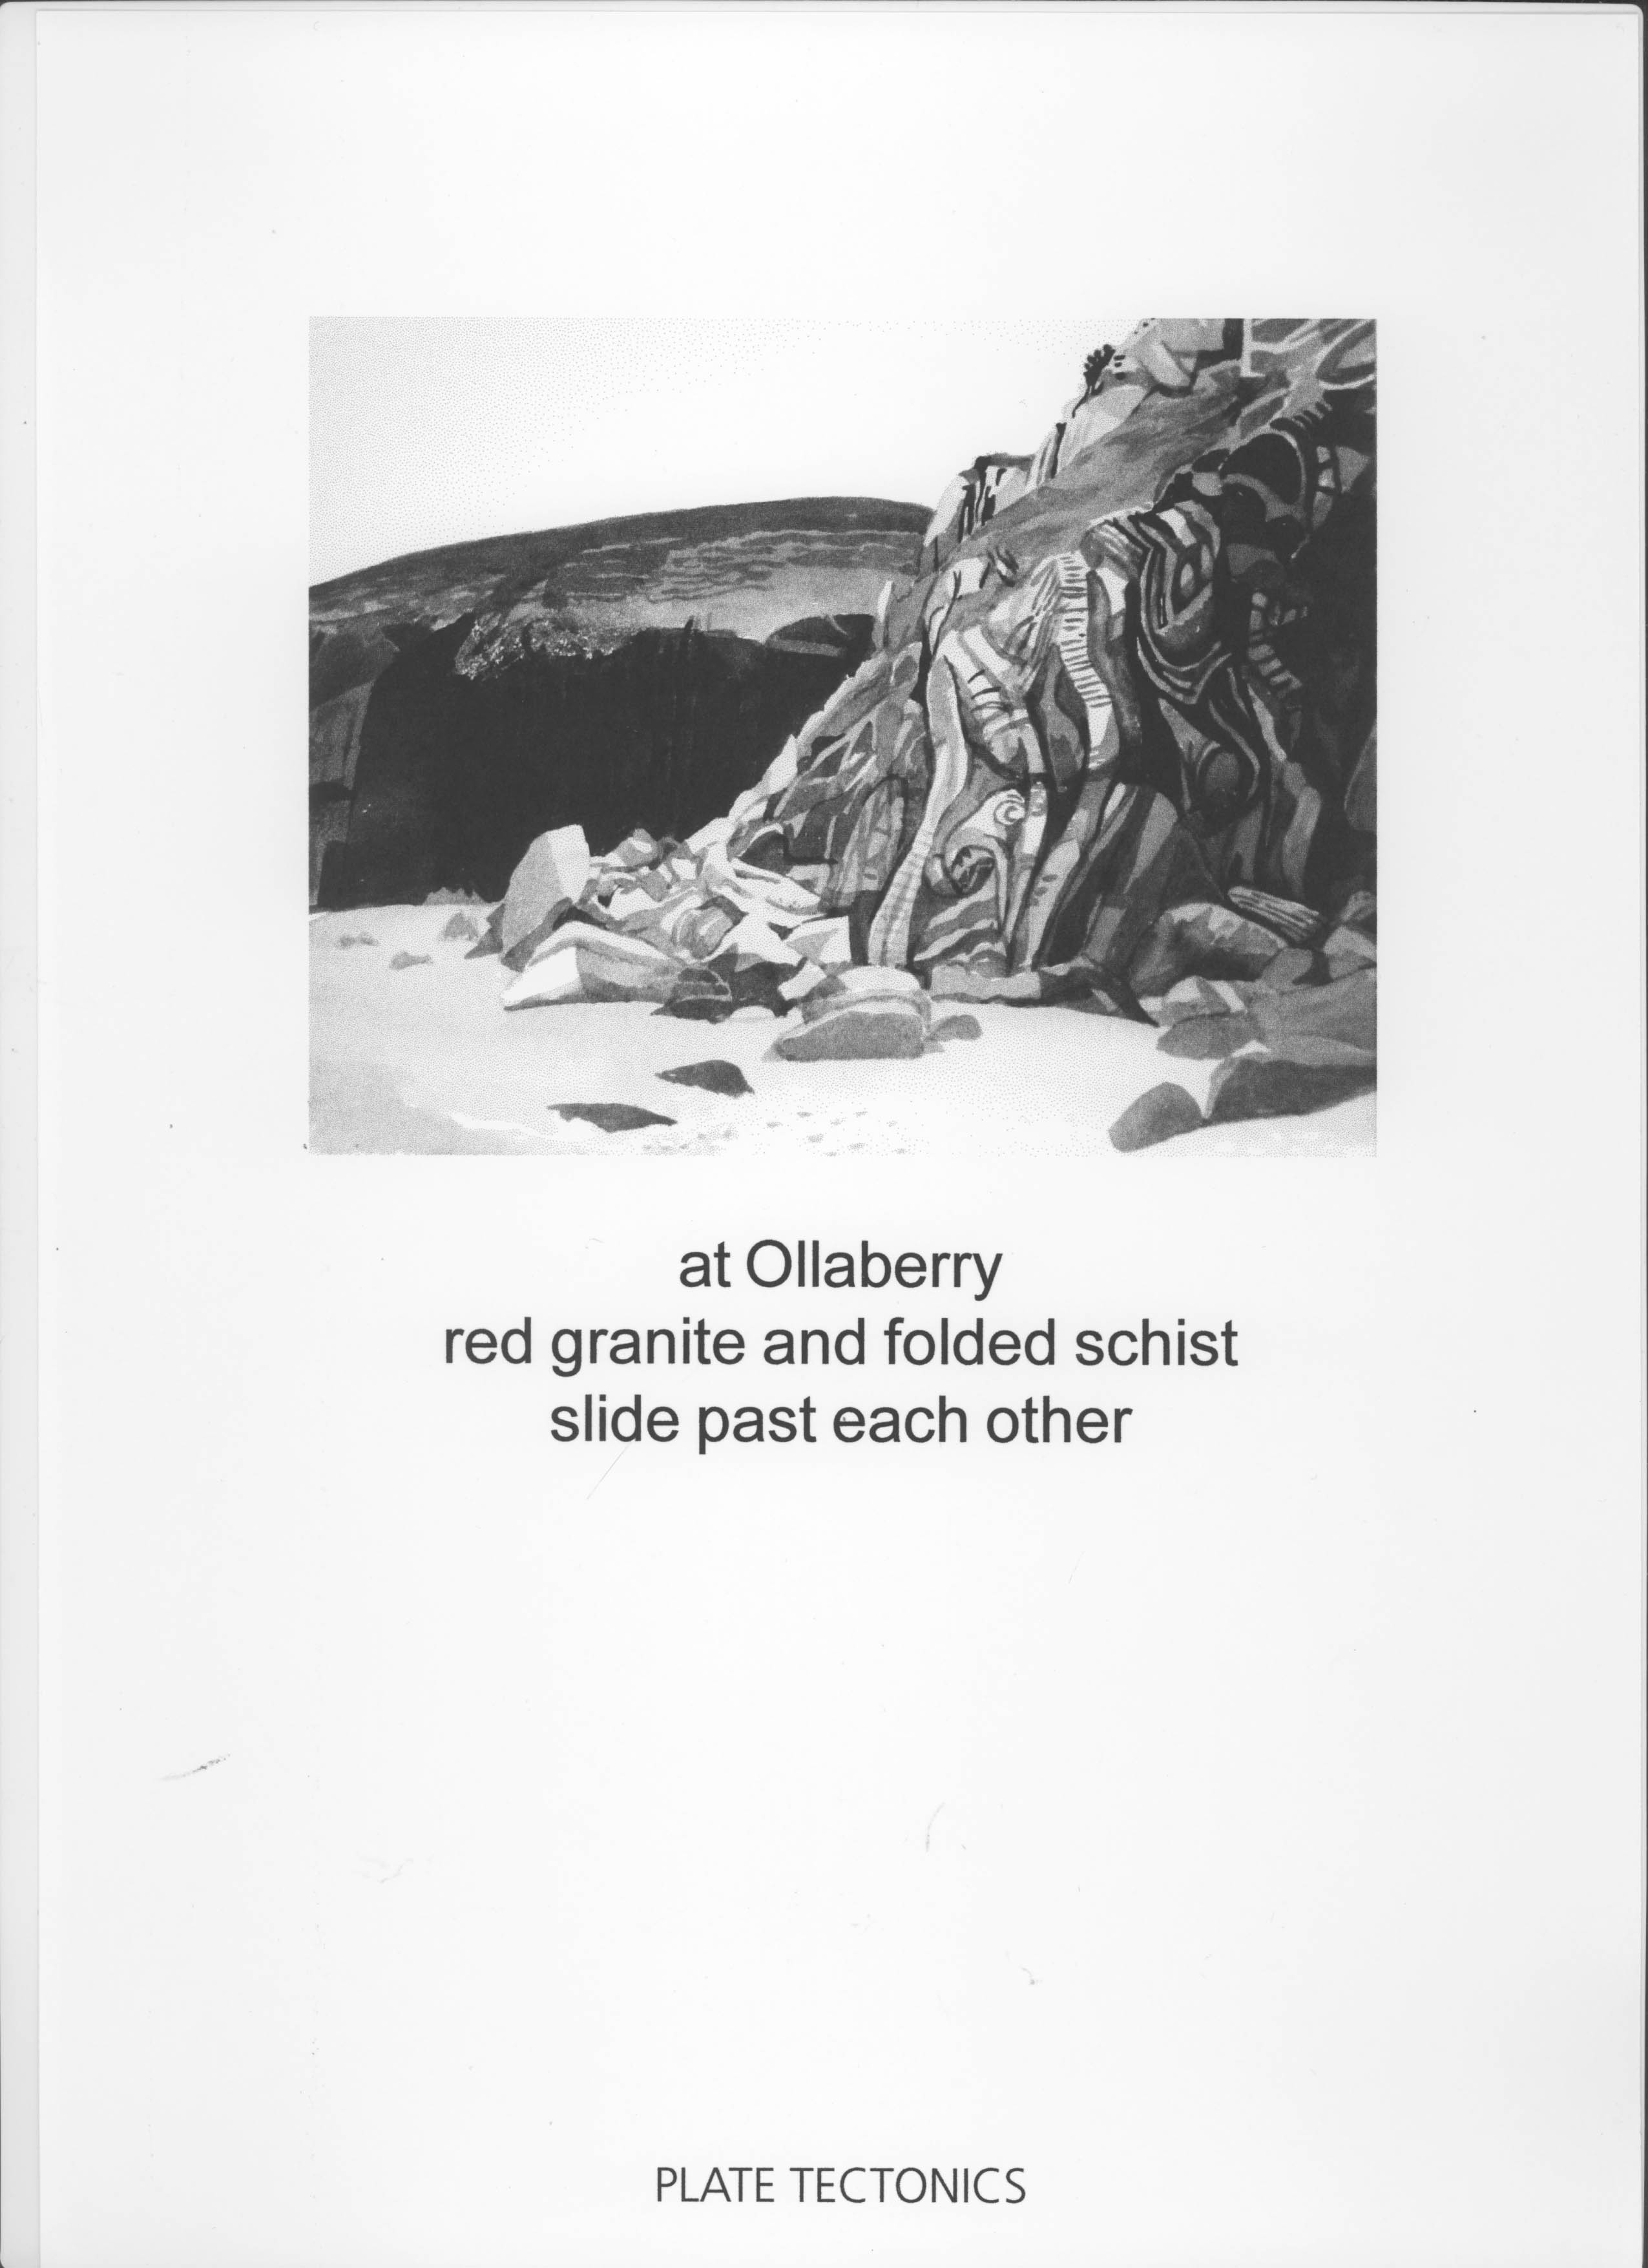 at Ollaberry
red granite and folded schist
slide past each other
PLATE TECTONICS